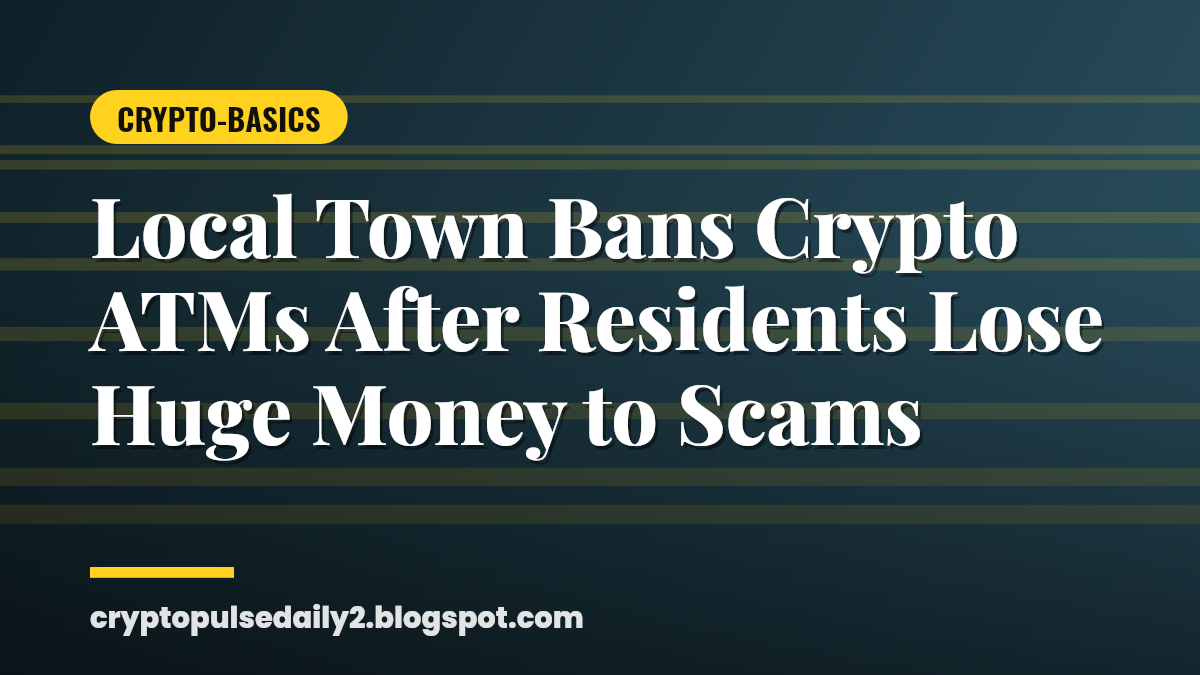 CRYPTO-BASICS
Local Town Bans Crypto
ATMs After Residents Lose
Huge Money to Scams
cryptopulsedaily2.blogspot.com